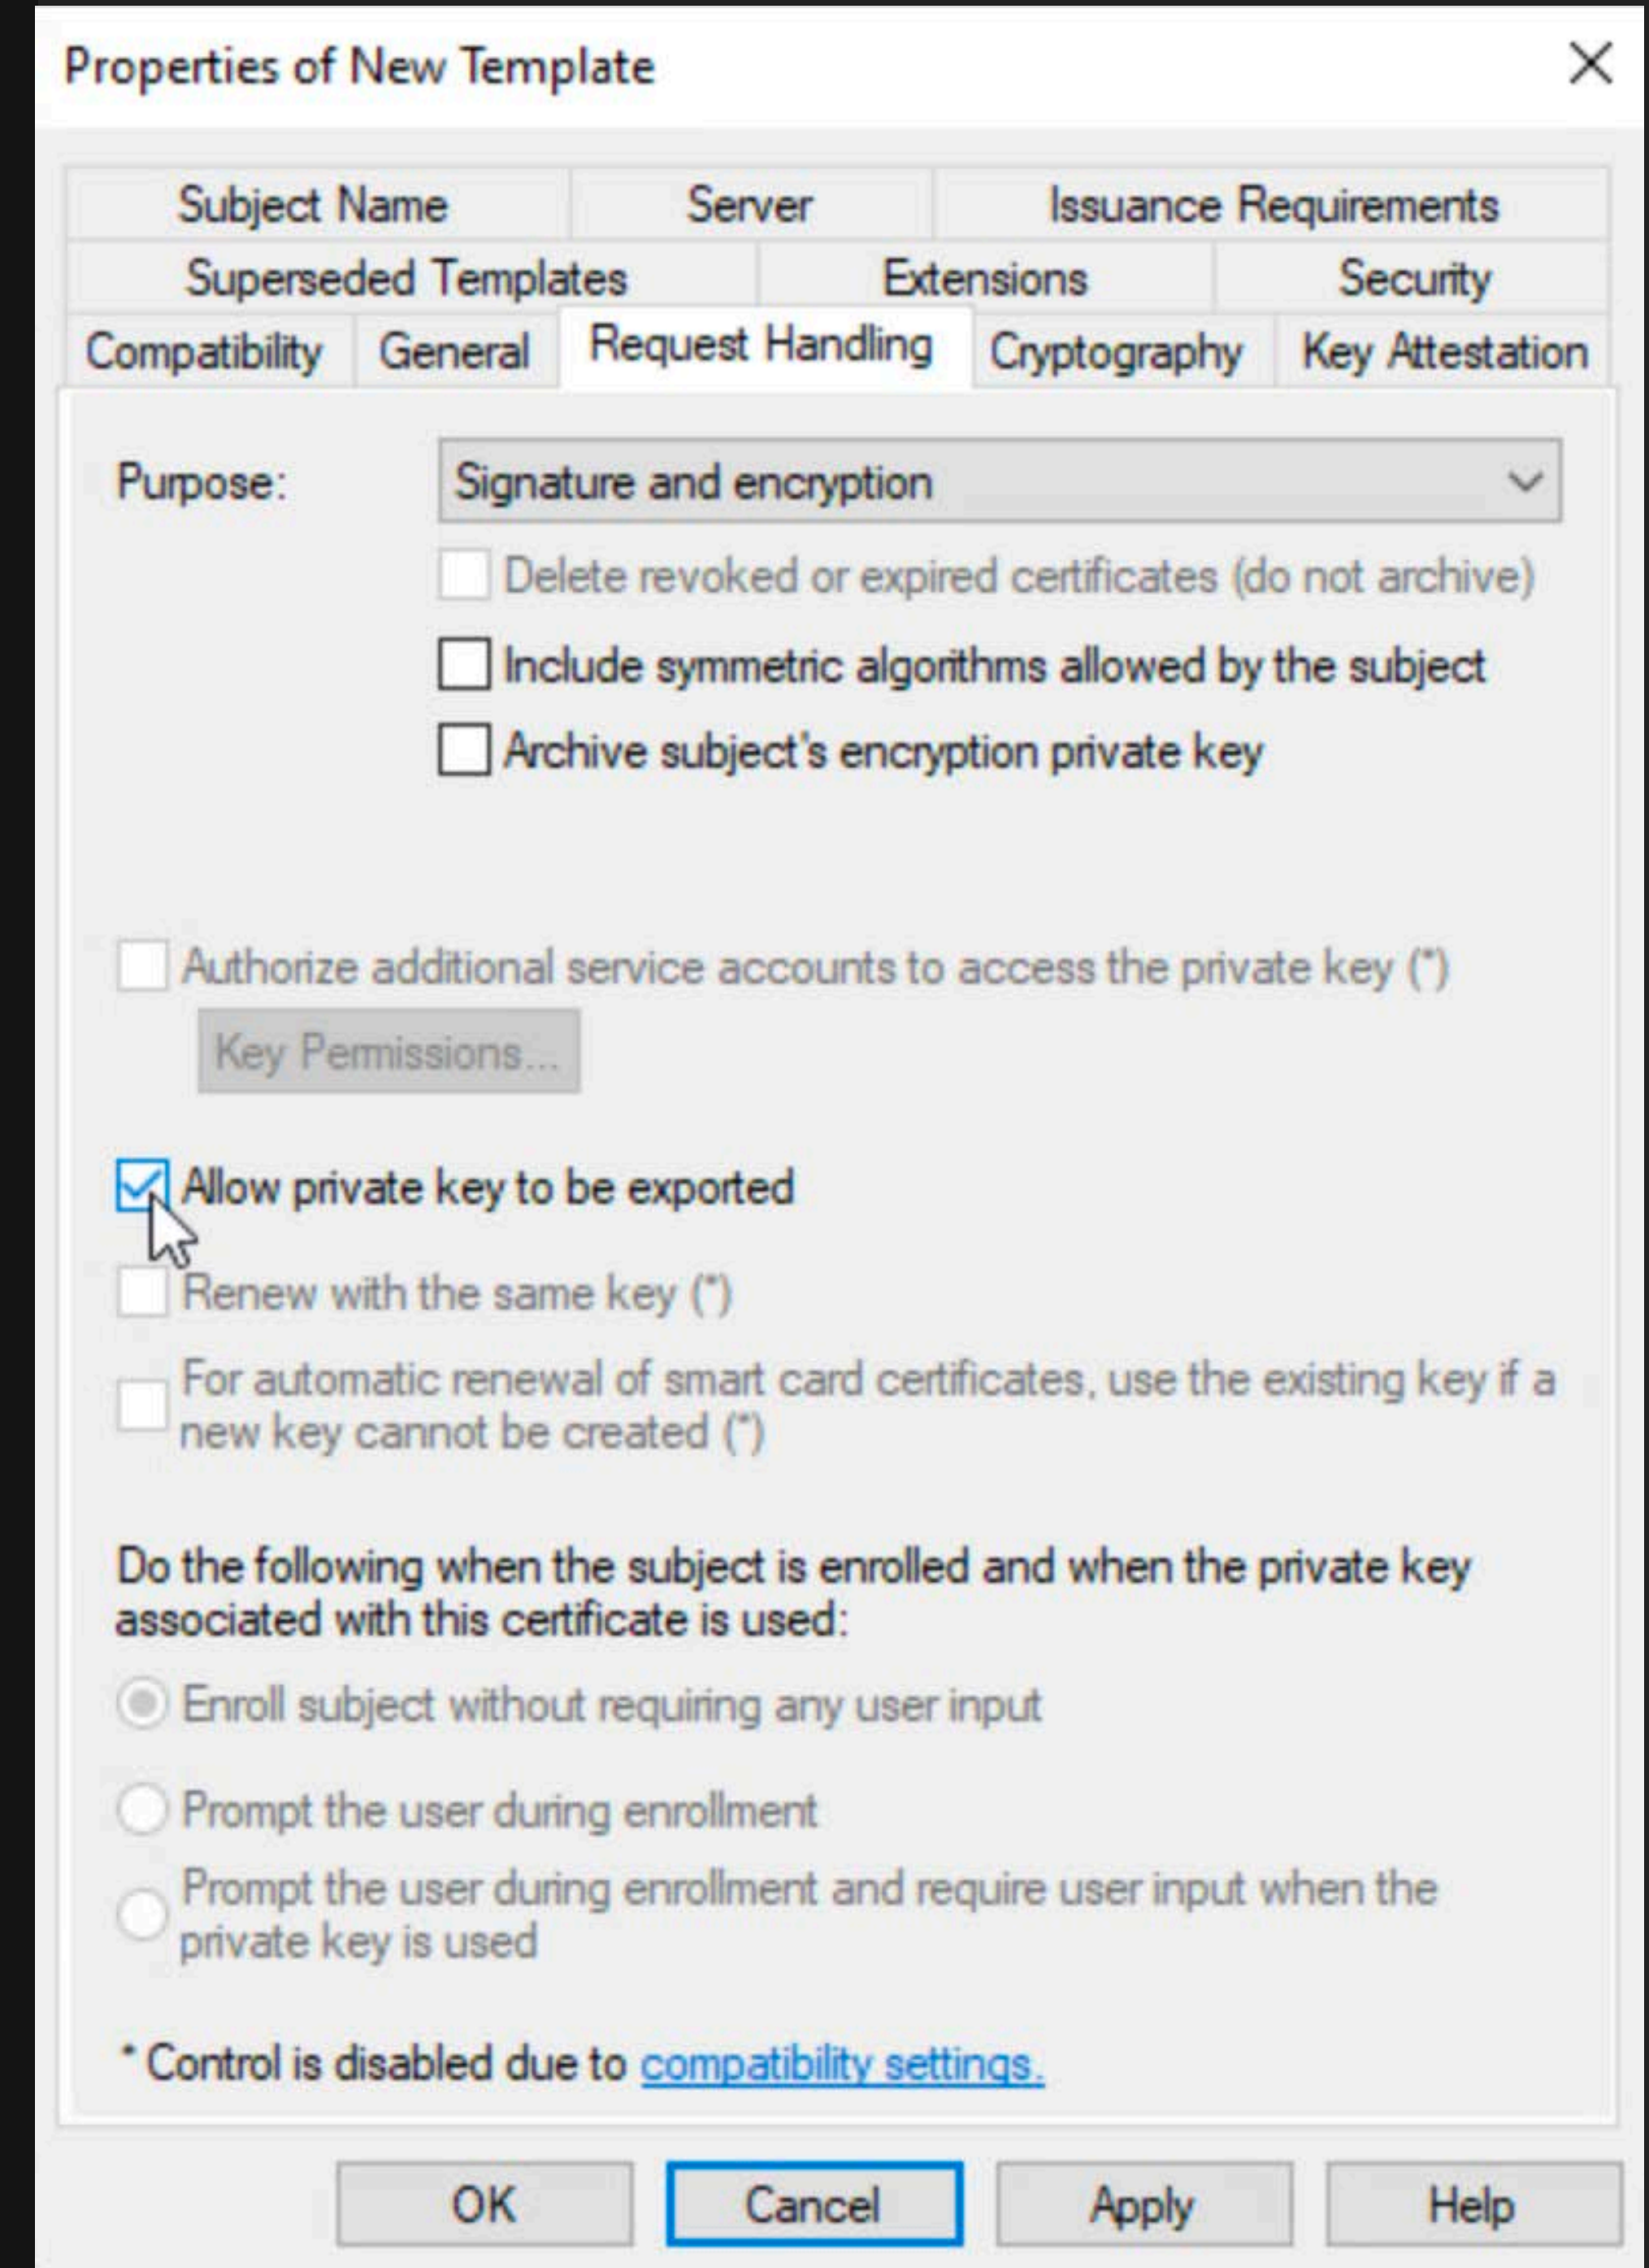 Properties of New Template
Subject Name
Server
Issuance Requirements
Superseded Templates
Extensions
Security
Compatibility
General
Request Handling
Cryptography
Key Attestation
Purpose:
Signature and encryption
Delete revoked or expired certificates (do not archive)
Include symmetric algorithms allowed by the subject
Archive subject's encryption private key
Authorize additional service accounts to access the private key (*)
Key Permissions...
Allow private key to be exported
Renew with the same key (*)
For automatic renewal of smart card certificates, use the existing key if a
new key cannot be created (*)
Do the following when the subject is enrolled and when the private key
associated with this certificate is used:
Enroll subject without requiring any user input
Prompt the user during enrollment
Prompt the user during enrollment and require user input when the
private key is used
* Control is disabled due to compatibility settings.
OK
Cancel
Apply
Help